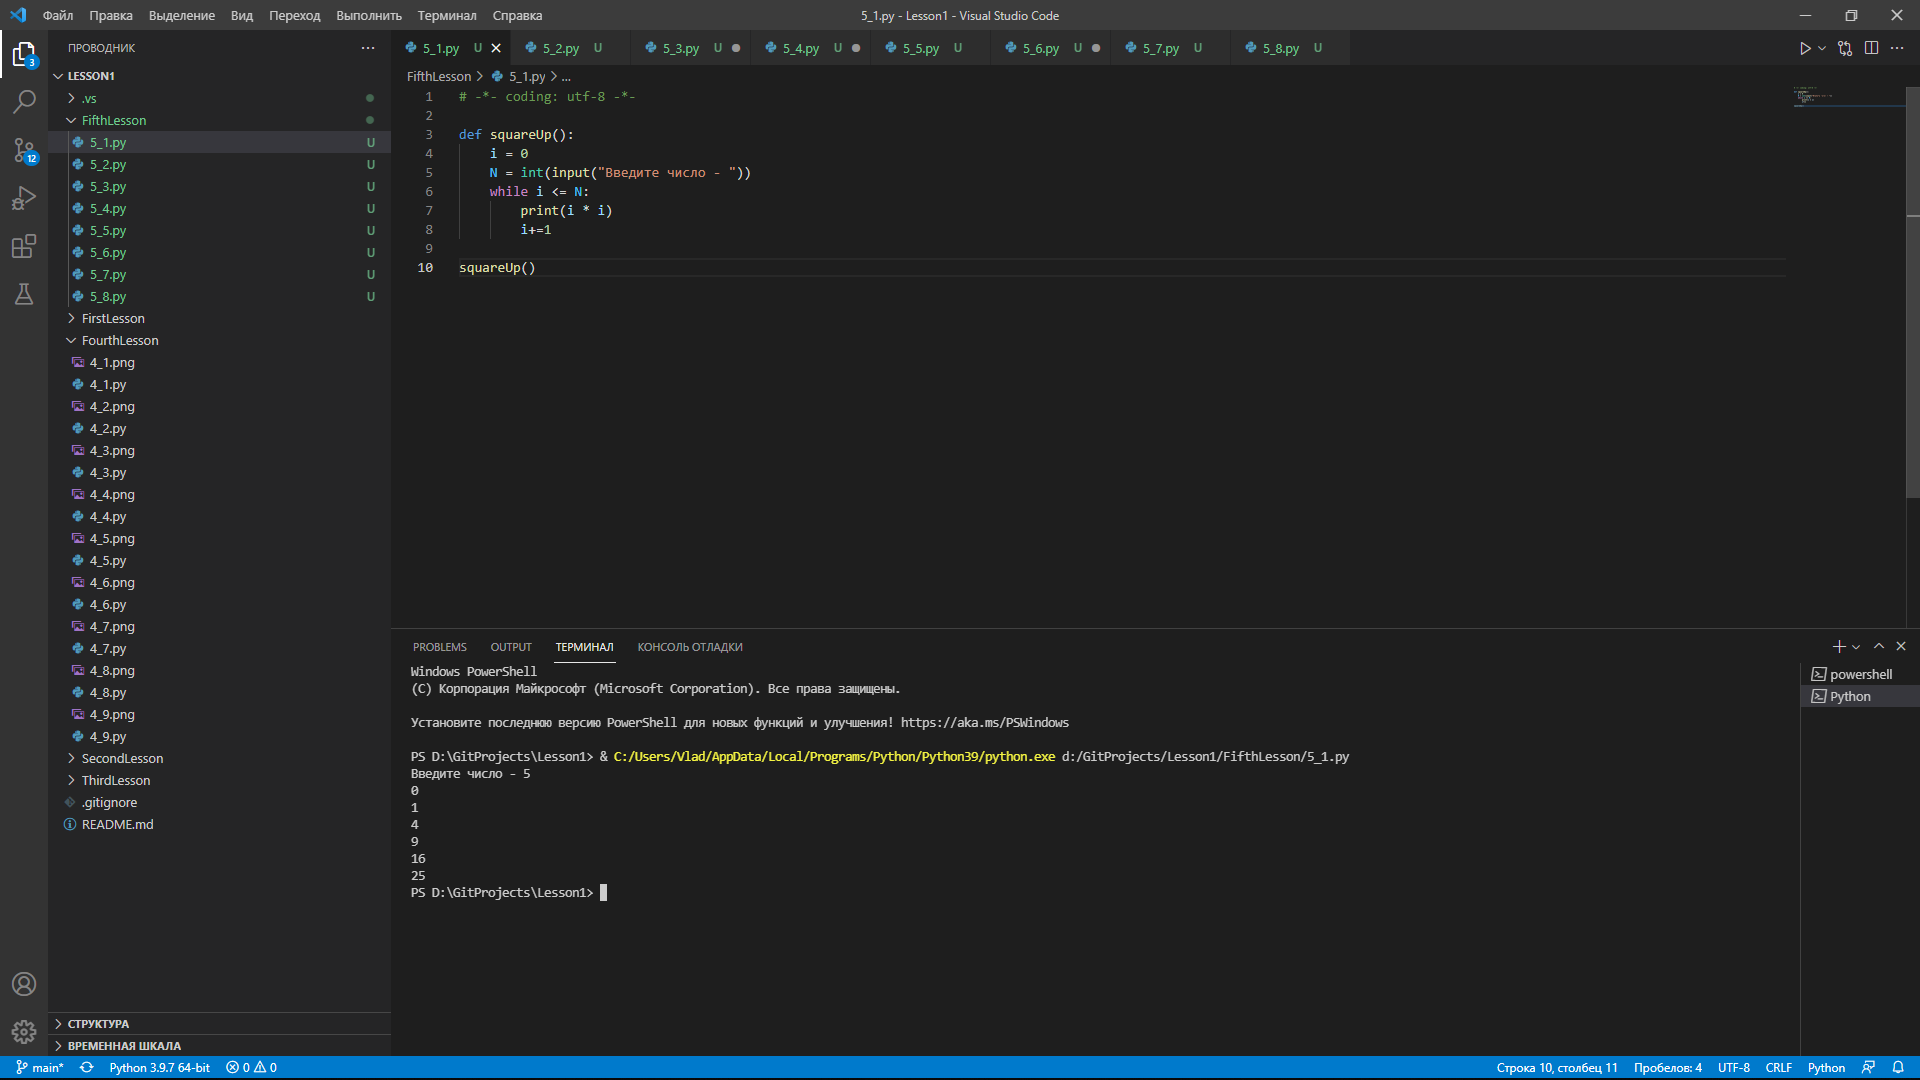 Файл Правка Выделение Вид Переход Выполнить Терминал Справка
5_1.py - Lesson1 - Visual Studio Code
ПРОВОДНИК
LESSON1
.vs
FifthLesson
5_1.py U
5_2.py U
5_3.py U
5_4.py U
5_5.py U
5_6.py U
5_7.py U
5_8.py U
FirstLesson
FourthLesson
4_1.png
4_1.py
4_2.png
4_2.py
4_3.png
4_3.py
4_4.png
4_4.py
4_5.png
4_5.py
4_6.png
4_6.py
4_7.png
4_7.py
4_8.png
4_8.py
4_9.png
4_9.py
SecondLesson
ThirdLesson
.gitignore
README.md
СТРУКТУРА
ВРЕМЕННАЯ ШКАЛА
3
12
5_1.py U 5_2.py U 5_3.py U 5_4.py U 5_5.py U 5_6.py U 5_7.py U 5_8.py U
FifthLesson > 5_1.py > ...
1 # -*- coding: utf-8 -*-
2
3 def squareUp():
4 i = 0
5 N = int(input("Введите число - "))
6 while i <= N:
7 print(i * i)
8 i+=1
9
10 squareUp()
PROBLEMS OUTPUT ТЕРМИНАЛ КОНСОЛЬ ОТЛАДКИ
Windows PowerShell
(C) Корпорация Майкрософт (Microsoft Corporation). Все права защищены.
Установите последнюю версию PowerShell для новых функций и улучшения! https://aka.ms/PSWindows
PS D:\GitProjects\Lesson1> & C:/Users/Vlad/AppData/Local/Programs/Python/Python39/python.exe d:/GitProjects/Lesson1/FifthLesson/5_1.py
Введите число - 5
0
1
4
9
16
25
PS D:\GitProjects\Lesson1>
powershell
Python
main* Python 3.9.7 64-bit 0 0
Строка 10, столбец 11 Пробелов: 4 UTF-8 CRLF Python